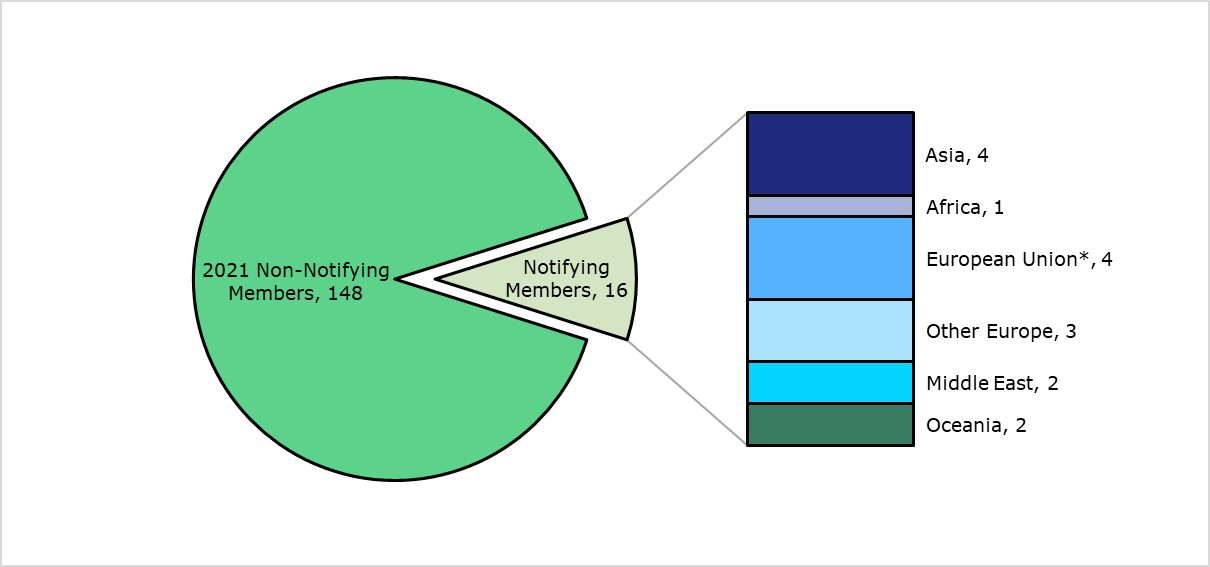 2021 Non-Notifying
Members, 148
Notifying
Members, 16
Asia, 4
Africa, 1
European Union*, 4
Other Europe, 3
Middle East, 2
Oceania, 2